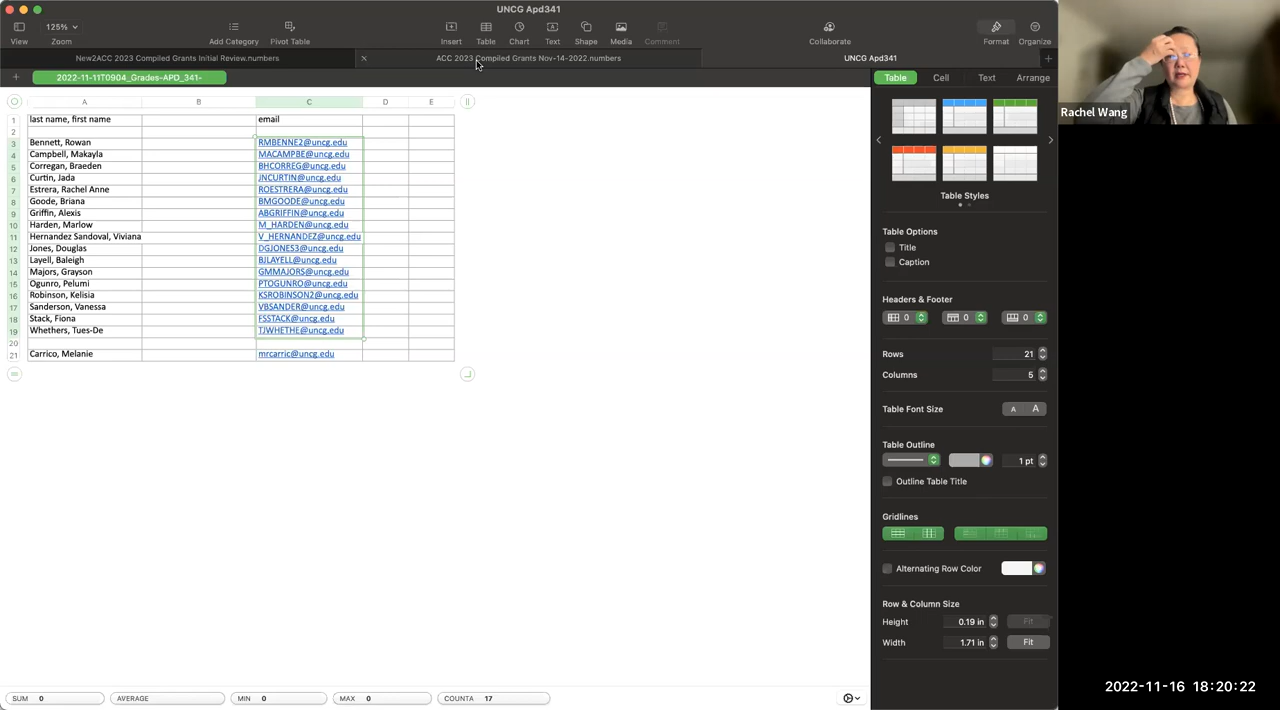 UNCG Apd341
125%
View Zoom Add Category Pivot Table Insert Table Chart Text Shape Media Comment Collaborate Format Organize
New2ACC 2023 Compiled Grants Initial Review.numbers ACC 2023 Compiled Grants Nov-14-2022.numbers UNCG Apd341
2022-11-11T0904_Grades-APD_341-
A B C D E
1 last name, first name email
2
3 Bennett, Rowan RMBENNE2@uncg.edu
4 Campbell, Makayla MACAMPBE@uncg.edu
5 Corregan, Braeden BHCORREG@uncg.edu
6 Curtin, Jada JNCURTIN@uncg.edu
7 Estrera, Rachel Anne ROESTRERA@uncg.edu
8 Goode, Briana BMGOODE@uncg.edu
9 Griffin, Alexis ABGRIFFIN@uncg.edu
10 Harden, Marlow M_HARDEN@uncg.edu
11 Hernandez Sandoval, Viviana V_HERNANDEZ@uncg.edu
12 Jones, Douglas DGJONES3@uncg.edu
13 Layell, Baleigh BJLAYELL@uncg.edu
14 Majors, Grayson GMMAJORS@uncg.edu
15 Ogunro, Pelumi PTOGUNRO@uncg.edu
16 Robinson, Kelisia KSROBINSON2@uncg.edu
17 Sanderson, Vanessa VBSANDER@uncg.edu
18 Stack, Fiona FSSTACK@uncg.edu
19 Whethers, Tues-De TJWHETHE@uncg.edu
20
21 Carrico, Melanie mrcarric@uncg.edu
SUM 0 AVERAGE MIN 0 MAX 0 COUNTA 17
Table Cell Text Arrange
Table Styles
Table Options
Title
Caption
Headers & Footer
0 0 0
Rows 21
Columns 5
Table Font Size A A
Table Outline
1 pt
Outline Table Title
Gridlines
Alternating Row Color
Row & Column Size
Height 0.19 in Fit
Width 1.71 in Fit
Rachel Wang
2022-11-16 18:20:22